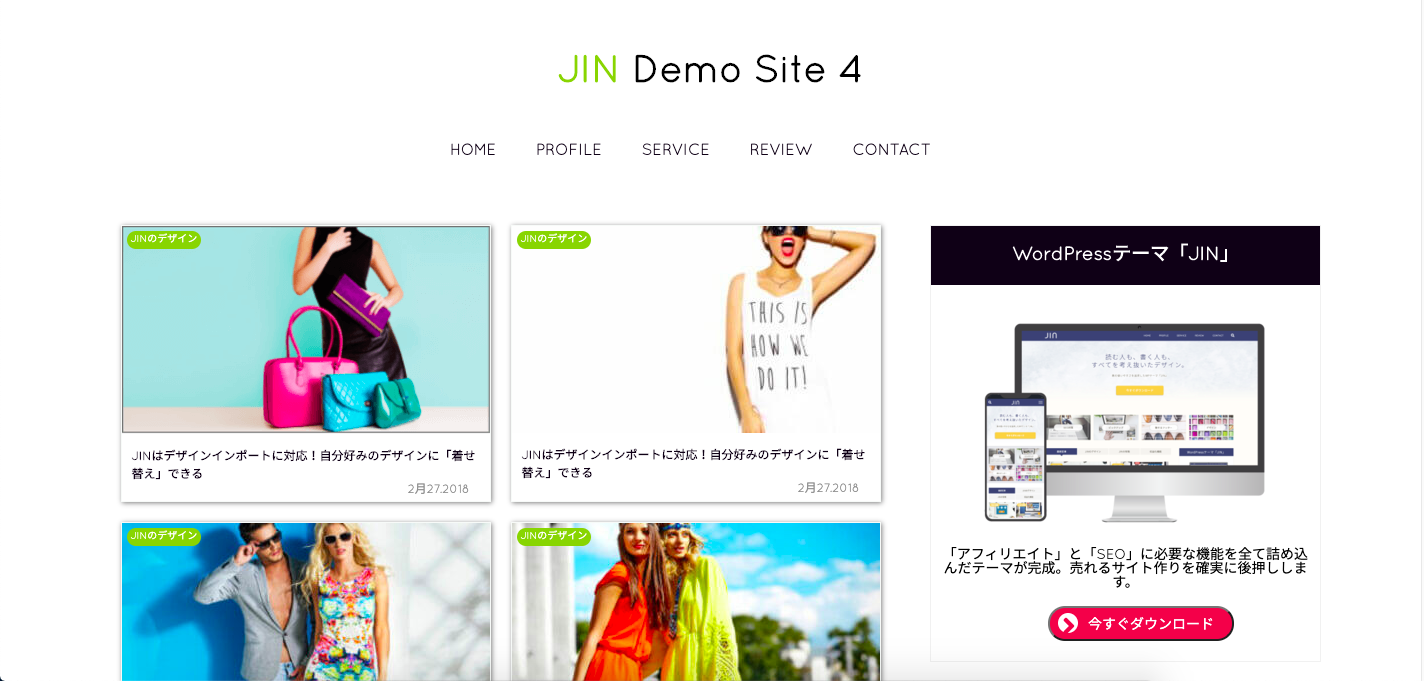 JIN Demo Site 4
HOME PROFILE SERVICE REVIEW CONTACT
JINのデザイン
JINはデザインインポートに対応！自分好みのデザインに「着せ
替え」できる
2月27.2018
JINのデザイン
THIS IS
HOW WE
DO IT!
JINはデザインインポートに対応！自分好みのデザインに「着せ
替え」できる
2月27.2018
JINのデザイン
JINのデザイン
WordPressテーマ「JIN」
JIN
読む人も、書く人も、
すべてを考え抜いたデザイン。
「アフィリエイト」と「SEO」に必要な機能を全て詰め込
んだテーマが完成。売れるサイト作りを確実に後押ししま
す。
今すぐダウンロード